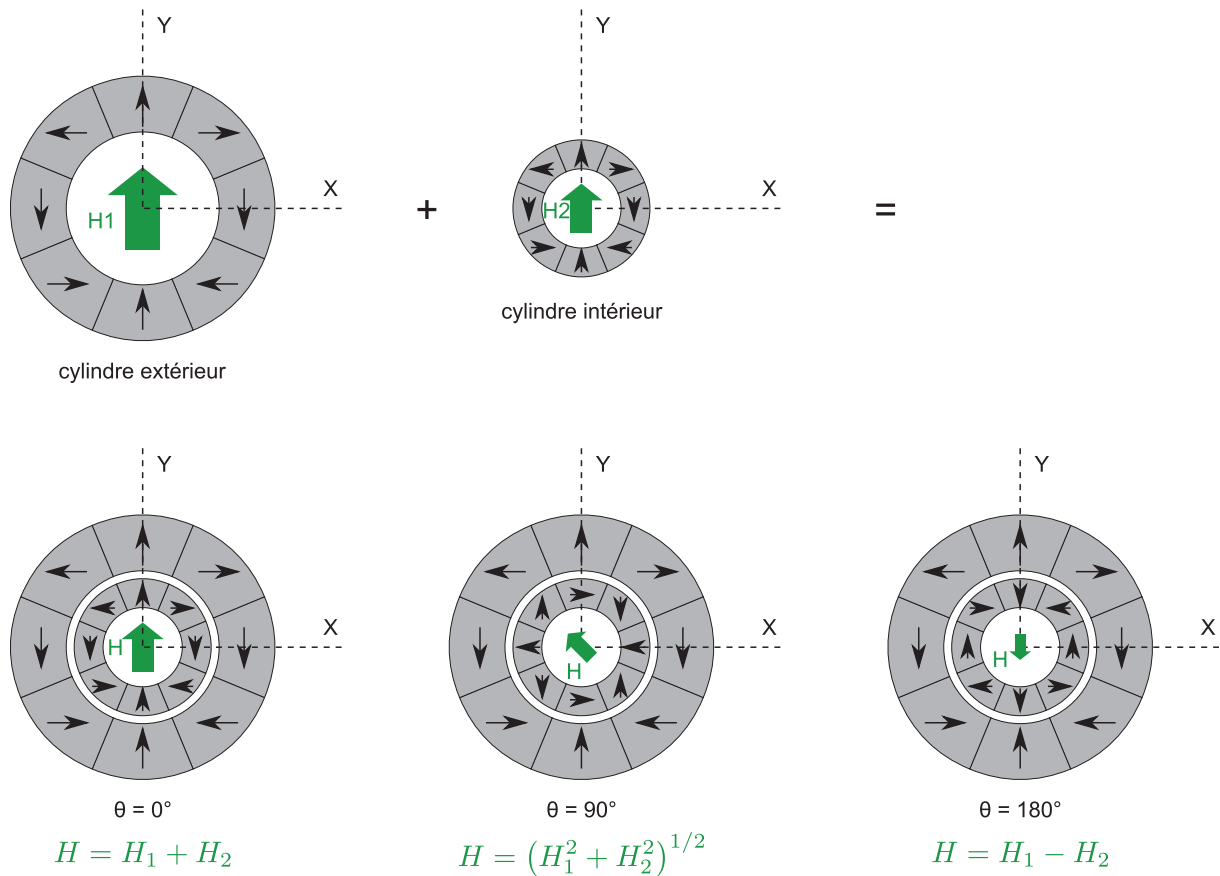 Y
X
H1
+
Y
X
H2
=
cylindre extérieur
cylindre intérieur
Y
X
H
Y
X
H
Y
X
H
θ = 0°
θ = 90°
θ = 180°
H = H₁ + H₂
H = (H₁² + H₂²)^{1/2}
H = H₁ − H₂